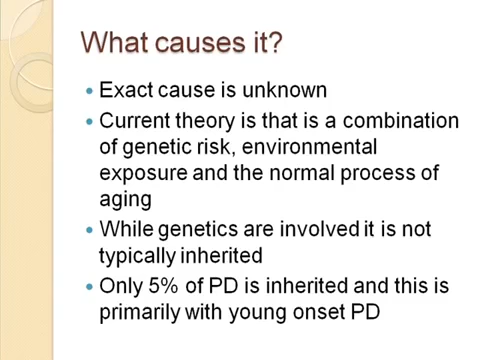 What causes it?
Exact cause is unknown
Current theory is that is a combination
of genetic risk, environmental
exposure and the normal process of
aging
While genetics are involved it is not
typically inherited
Only 5% of PD is inherited and this is
primarily with young onset PD